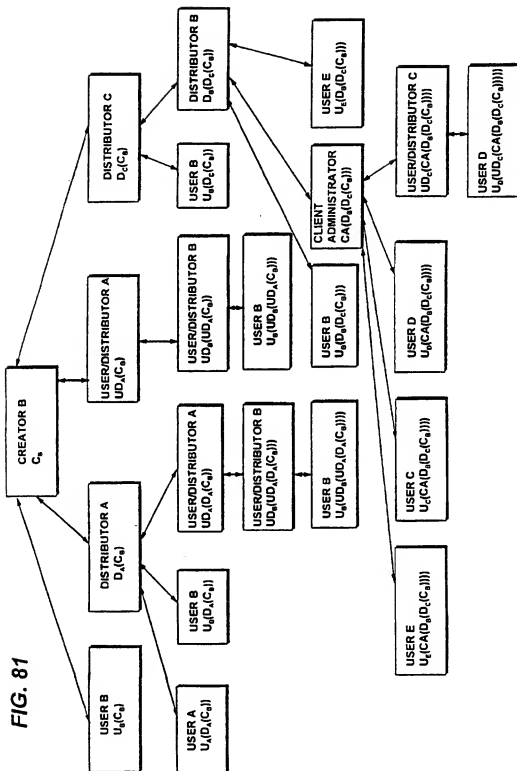 FIG. 81
CREATOR B
C_B
USER B
U_B(C_B)
DISTRIBUTOR A
D_A(C_B)
USER/DISTRIBUTOR A
UD_A(C_B)
DISTRIBUTOR C
D_C(C_B)
USER A
U_A(D_A(C_B))
USER B
U_B(D_A(C_B))
USER/DISTRIBUTOR A
UD_A(D_A(C_B))
USER/DISTRIBUTOR B
UD_B(UD_A(C_B))
USER B
U_B(D_C(C_B))
DISTRIBUTOR B
D_B(D_C(C_B))
USER/DISTRIBUTOR B
UD_B(UD_A(D_A(C_B)))
USER B
U_B(UD_B(UD_A(C_B)))
USER B
U_B(UD_B(UD_A(D_A(C_B))))
USER B
U_B(D_B(D_C(C_B)))
CLIENT
ADMINISTRATOR
CA(D_B(D_C(C_B)))
USER E
U_E(D_B(D_C(C_B)))
USER E
U_E(CA(D_B(D_C(C_B))))
USER C
U_C(CA(D_B(D_C(C_B))))
USER D
U_D(CA(D_B(D_C(C_B))))
USER/DISTRIBUTOR C
UD_C(CA(D_B(D_C(C_B))))
USER D
U_D(UD_C(CA(D_B(D_C(C_B)))))